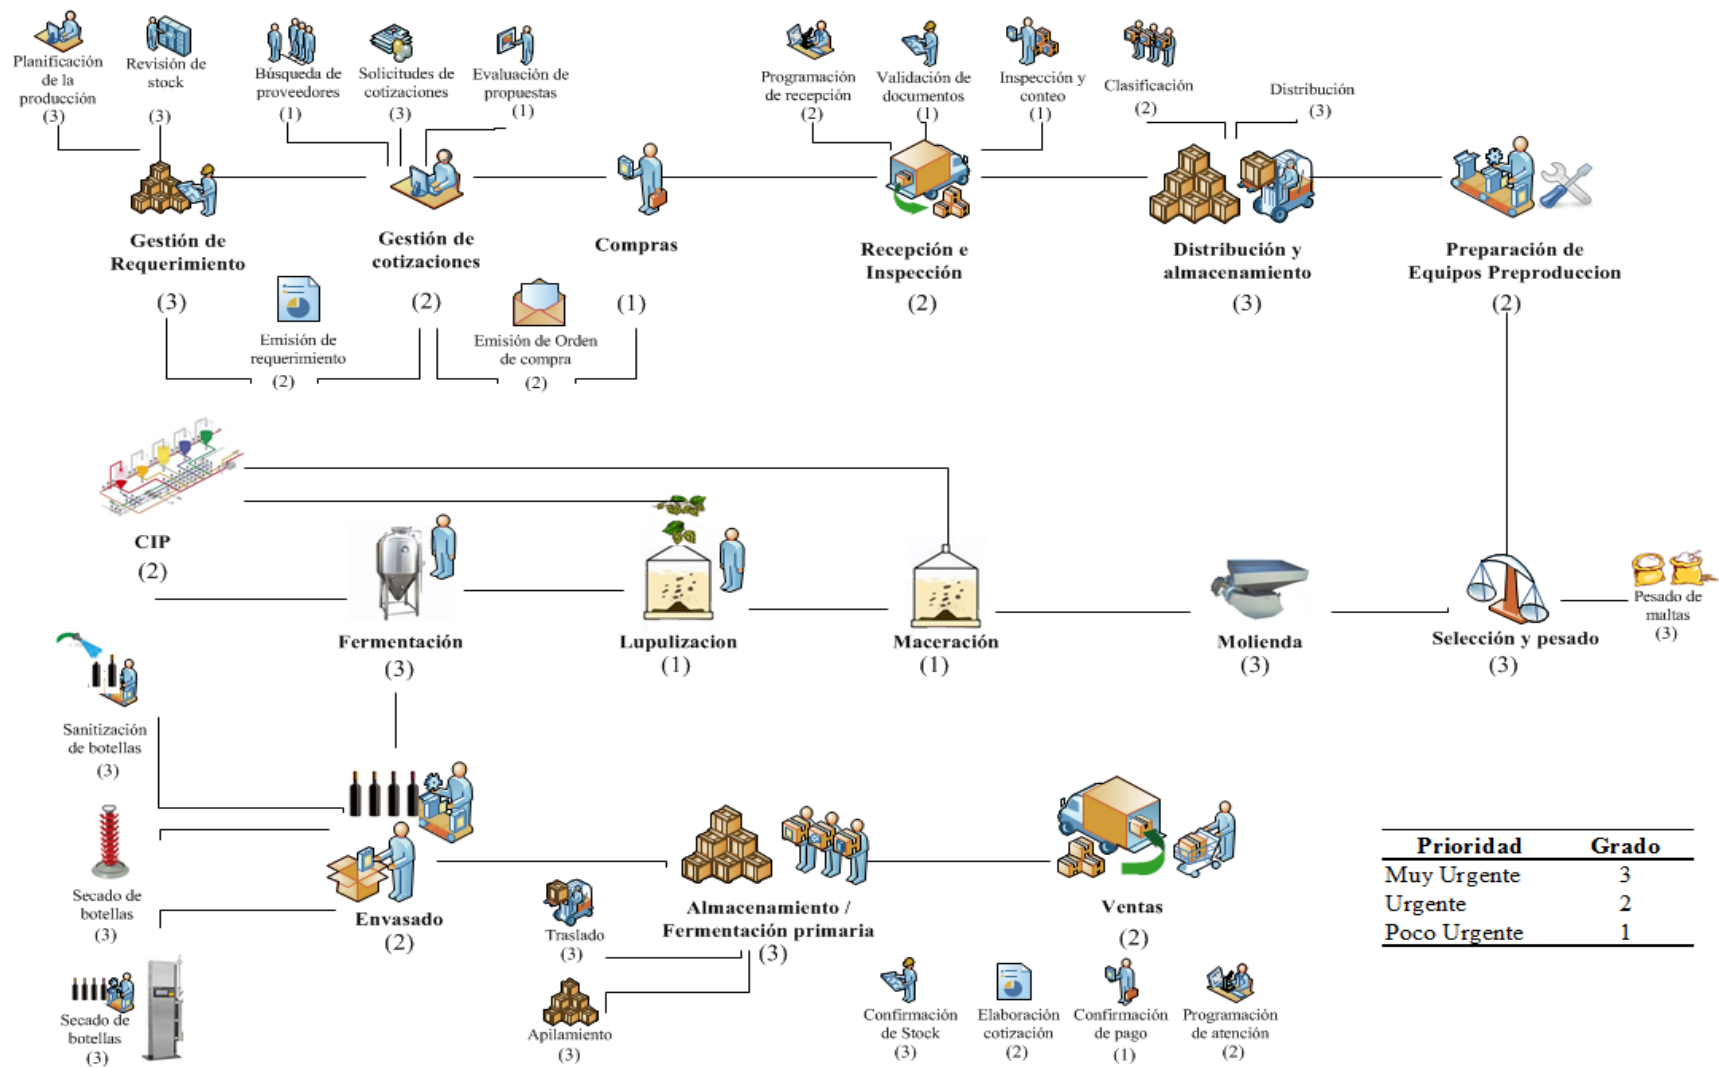 Planificación
de la
producción
(3)
Revisión de
stock
(3)
Búsqueda de
proveedores
(1)
Solicitudes de
cotizaciones
(3)
Evaluación de
propuestas
(1)
Programación
de recepción
(2)
Validación de
documentos
(1)
Inspección y
conteo
(1)
Clasificación
(2)
Distribución
(3)
Gestión de
Requerimiento
(3)
Gestión de
cotizaciones
(2)
Compras
(1)
Recepción e
Inspección
(2)
Distribución y
almacenamiento
(3)
Preparación de
Equipos Preproduccion
(2)
Emisión de
requerimiento
(2)
Emisión de Orden
de compra
(2)
CIP
(2)
Fermentación
(3)
Lupulizacion
(1)
Maceración
(1)
Molienda
(3)
Selección y pesado
(3)
Pesado de
maltas
(3)
Sanitización
de botellas
(3)
Secado de
botellas
(3)
Secado de
botellas
(3)
Envasado
(2)
Traslado
(3)
Apilamiento
(3)
Almacenamiento /
Fermentación primaria
(3)
Ventas
(2)
Confirmación
de Stock
(3)
Elaboración
cotización
(2)
Confirmación
de pago
(1)
Programación
de atención
(2)
Prioridad Grado
Muy Urgente 3
Urgente 2
Poco Urgente 1